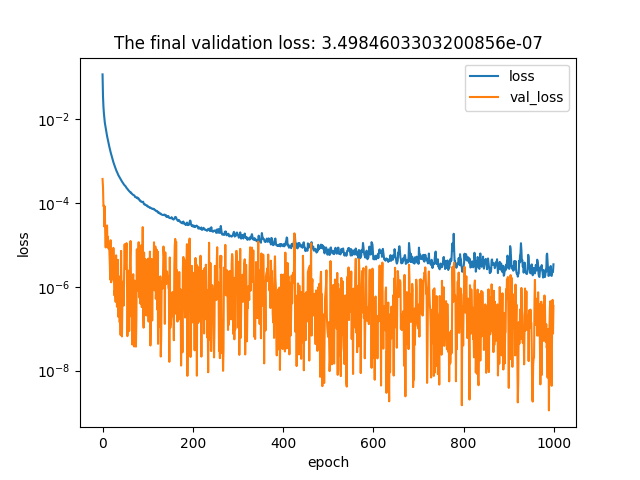 The final validation loss: 3.4984603303200856e-07
loss
val_loss
loss
10⁻²
10⁻⁴
10⁻⁶
10⁻⁸
0 200 400 600 800 1000
epoch